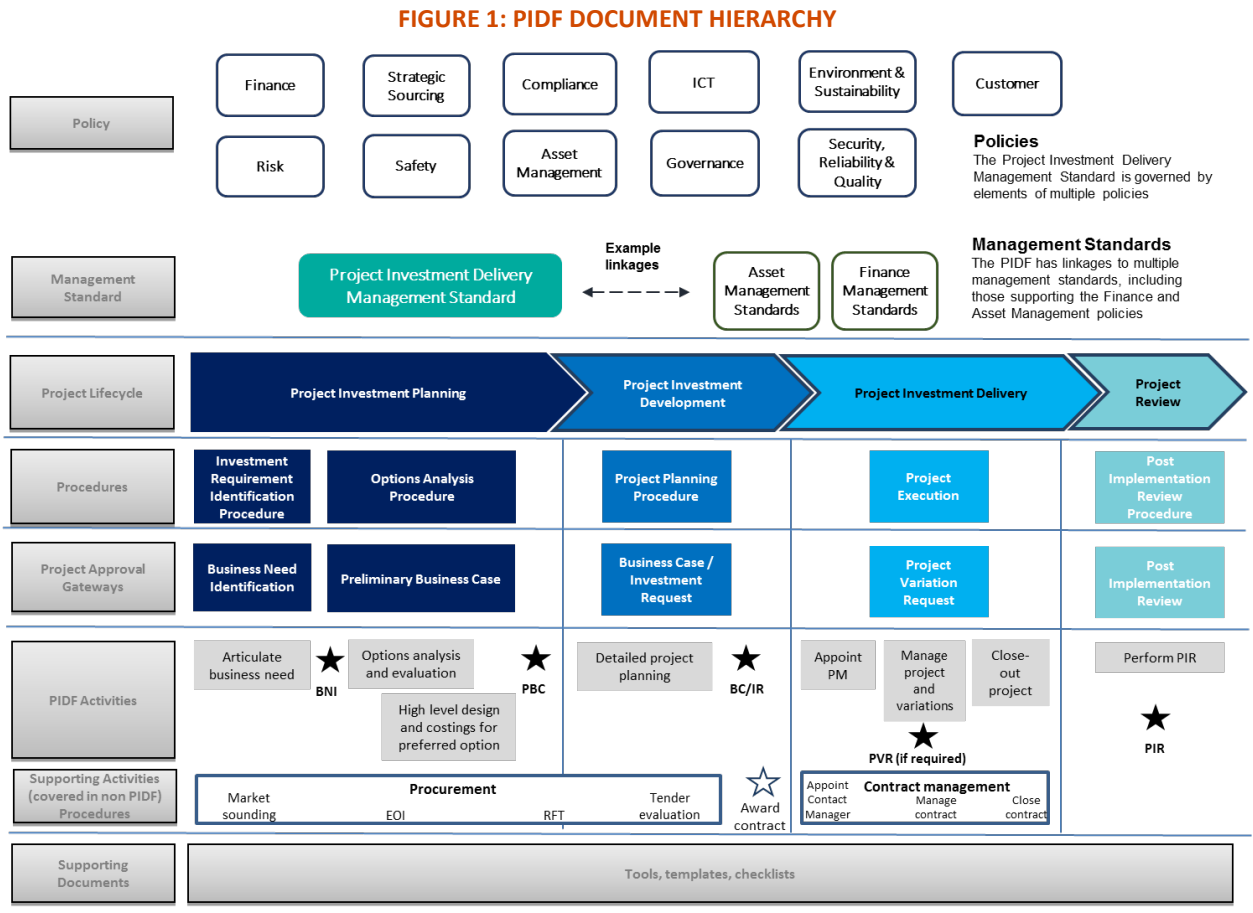 FIGURE 1: PIDF DOCUMENT HIERARCHY
Policy
Finance
Strategic
Sourcing
Compliance
ICT
Environment &
Sustainability
Customer
Risk
Safety
Asset
Management
Governance
Security,
Reliability &
Quality
Policies
The Project Investment Delivery
Management Standard is governed by
elements of multiple policies
Management
Standard
Project Investment Delivery
Management Standard
Example
linkages
Asset
Management
Standards
Finance
Management
Standards
Management Standards
The PIDF has linkages to multiple
management standards, including
those supporting the Finance and
Asset Management policies
Project Lifecycle
Project Investment Planning
Project Investment
Development
Project Investment Delivery
Project
Review
Procedures
Investment
Requirement
Identification
Procedure
Options Analysis
Procedure
Project Planning
Procedure
Project
Execution
Post
Implementation
Review
Procedure
Project Approval
Gateways
Business Need
Identification
Preliminary Business Case
Business Case /
Investment
Request
Project
Variation
Request
Post
Implementation
Review
PIDF Activities
Articulate
business need
BNI
Options analysis
and evaluation
High level design
and costings for
preferred option
PBC
Detailed project
planning
BC/IR
Appoint
PM
Manage
project
and
variations
Close-
out
project
PVR (if required)
Perform PIR
PIR
Supporting Activities
(covered in non PIDF)
Procedures
Procurement
Market
sounding
EOI
RFT
Tender
evaluation
Award
contract
Contract management
Appoint
Contact
Manager
Manage
contract
Close
contract
Supporting
Documents
Tools, templates, checklists